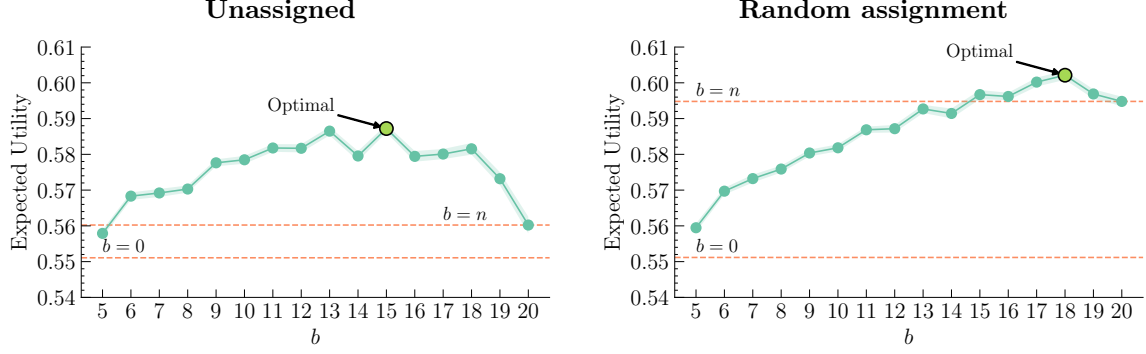 Unassigned
Expected Utility
0.61
0.60
0.59
0.58
0.57
0.56
0.55
0.54
Optimal
b = n
b = 0
5 6 7 8 9 10 11 12 13 14 15 16 17 18 19 20
b
Random assignment
Expected Utility
0.61
0.60
0.59
0.58
0.57
0.56
0.55
0.54
Optimal
b = n
b = 0
5 6 7 8 9 10 11 12 13 14 15 16 17 18 19 20
b